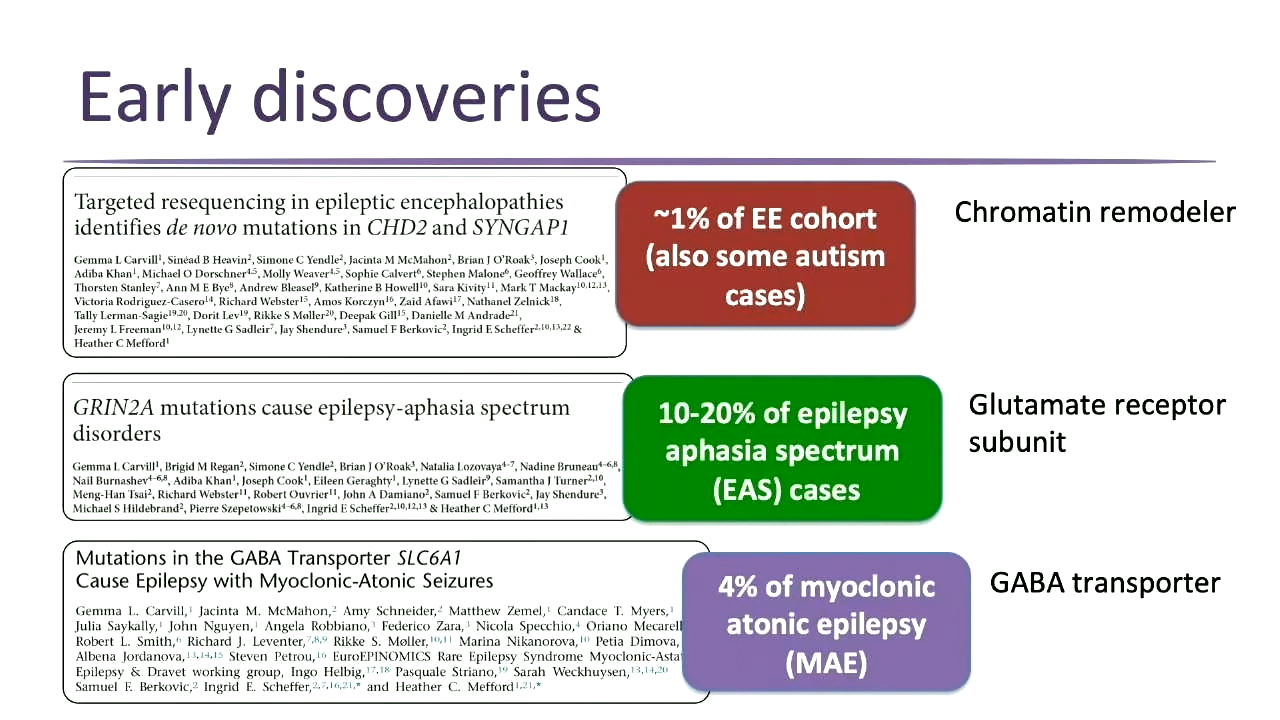 Early discoveries
Targeted resequencing in epileptic encephalopathies
identifies de novo mutations in CHD2 and SYNGAP1
Gemma L Carvill1, Sinéad B Heavin2, Simone C Yendle2, Jacinta M McMahon2, Brian J O'Roak3, Joseph Cook1,
Adiba Khan1, Michael O Dorschner4,5, Molly Weaver4,5, Sophie Calvert6, Stephen Malone6, Geoffrey Wallace6,
Thorsten Stanley7, Ann M E Bye8, Andrew Bleasel9, Katherine B Howell10, Sara Kivity11, Mark T Mackay10,12,13,
Victoria Rodriguez-Casero14, Richard Webster15, Amos Korczyn16, Zaid Afawi17, Nathanel Zelnick18,
Tally Lerman-Sagie19,20, Dorit Lev19, Rikke S Møller20, Deepak Gill15, Danielle M Andrade21,
Jeremy L Freeman10,12, Lynette G Sadleir7, Jay Shendure3, Samuel F Berkovic2, Ingrid E Scheffer2,10,13,22 &
Heather C Mefford1
~1% of EE cohort
(also some autism
cases)
Chromatin remodeler
GRIN2A mutations cause epilepsy-aphasia spectrum
disorders
Gemma L Carvill1, Brigid M Regan2, Simone C Yendle2, Brian J O'Roak3, Natalia Lozovaya4–7, Nadine Bruneau4–6,8,
Nail Burnashev4–6,8, Adiba Khan1, Joseph Cook1, Eileen Geraghty1, Lynette G Sadleir9, Samantha J Turner2,10,
Meng-Han Tsai2, Richard Webster11, Robert Ouvrier11, John A Damiano2, Samuel F Berkovic2, Jay Shendure3,
Michael S Hildebrand2, Pierre Szepetowski4–6,8, Ingrid E Scheffer2,10,12,13 & Heather C Mefford1,13
10-20% of epilepsy
aphasia spectrum
(EAS) cases
Glutamate receptor
subunit
Mutations in the GABA Transporter SLC6A1
Cause Epilepsy with Myoclonic-Atonic Seizures
Gemma L. Carvill,1 Jacinta M. McMahon,2 Amy Schneider,2 Matthew Zemel,1 Candace T. Myers,1
Julia Saykally,1 John Nguyen,1 Angela Robbiano,3 Federico Zara,3 Nicola Specchio,4 Oriano Mecarell
Robert L. Smith,6 Richard J. Leventer,7,8,9 Rikke S. Møller,10,11 Marina Nikanorova,10 Petia Dimova,
Albena Jordanova,13,14,15 Steven Petrou,16 EuroEPINOMICS Rare Epilepsy Syndrome Myoclonic-Asta
Epilepsy & Dravet working group, Ingo Helbig,17,18 Pasquale Striano,19 Sarah Weckhuysen,13,14,20
Samuel F. Berkovic,2 Ingrid E. Scheffer,2,7,16,21,* and Heather C. Mefford1,21,*
4% of myoclonic
atonic epilepsy
(MAE)
GABA transporter